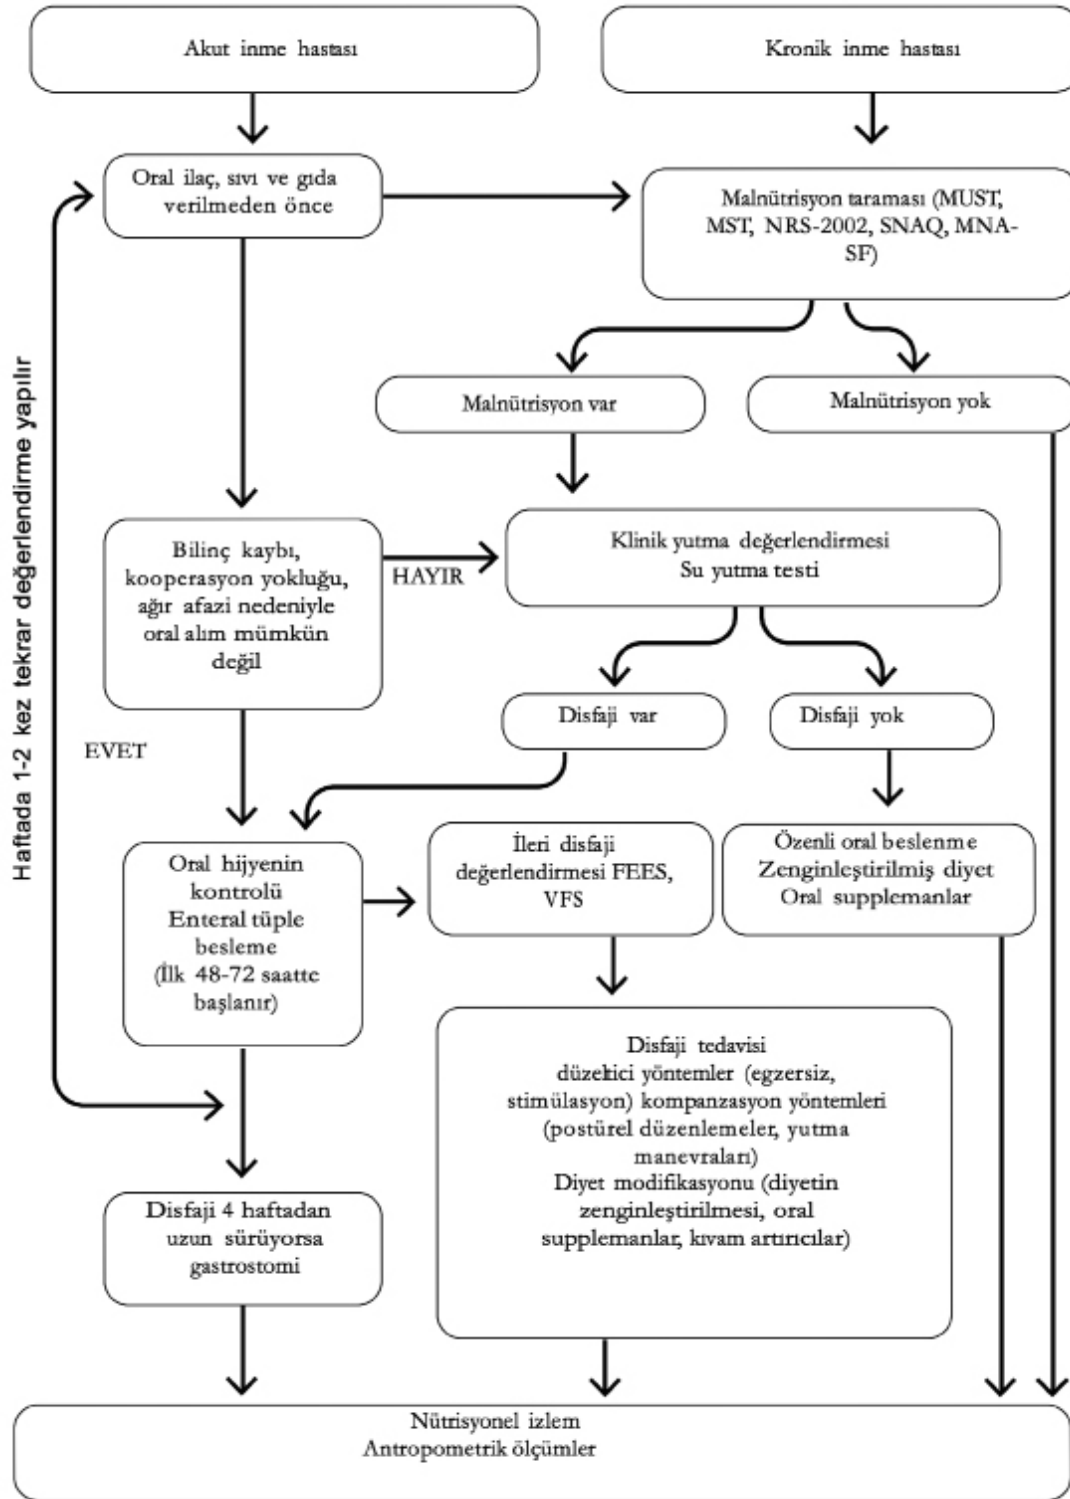 Akut inme hastası
Kronik inme hastası
Oral ilaç, sıvı ve gıda
verilmeden önce
Malnütrisyon taraması (MUST,
MST, NRS-2002, SNAQ, MNA-
SF)
Malnütrisyon var
Malnütrisyon yok
Haftada 1-2 kez tekrar değerlendirme yapılır
Bilinç kaybı,
kooperasyon yokluğu,
ağır afazi nedeniyle
oral alım mümkün
değil
HAYIR
Klinik yutma değerlendirmesi
Su yutma testi
EVET
Disfaji var
Disfaji yok
Oral hijyenin
kontrolü
Enteral tüple
besleme
(İlk 48-72 saatte
başlanır)
İleri disfaji
değerlendirmesi FEES,
VFS
Özenli oral beslenme
Zenginleştirilmiş diyet
Oral supplemanlar
Disfaji tedavisi
düzeltici yöntemler (egzersiz,
stimülasyon) kompanzasyon yöntemleri
(postürel düzenlemeler, yutma
manevraları)
Diyet modifikasyonu (diyetin
zenginleştirilmesi, oral
supplemanlar, kıvam artırıcılar)
Disfaji 4 haftadan
uzun sürüyorsa
gastrostomi
Nütrisyonel izlem
Antropometrik ölçümler